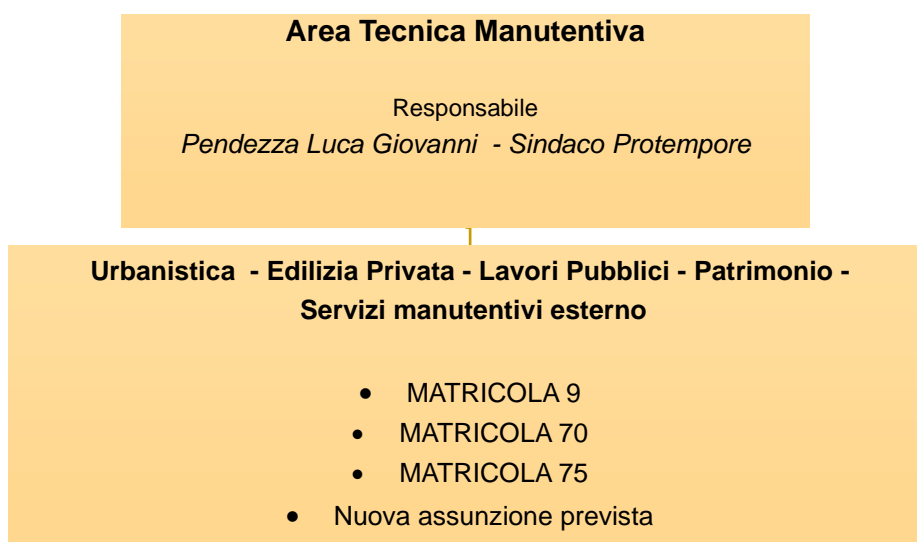 Area Tecnica Manutentiva
Responsabile
Pendezza Luca Giovanni  - Sindaco Protempore
Urbanistica  - Edilizia Privata - Lavori Pubblici - Patrimonio -
Servizi manutentivi esterno
• MATRICOLA 9
• MATRICOLA 70
• MATRICOLA 75
• Nuova assunzione prevista